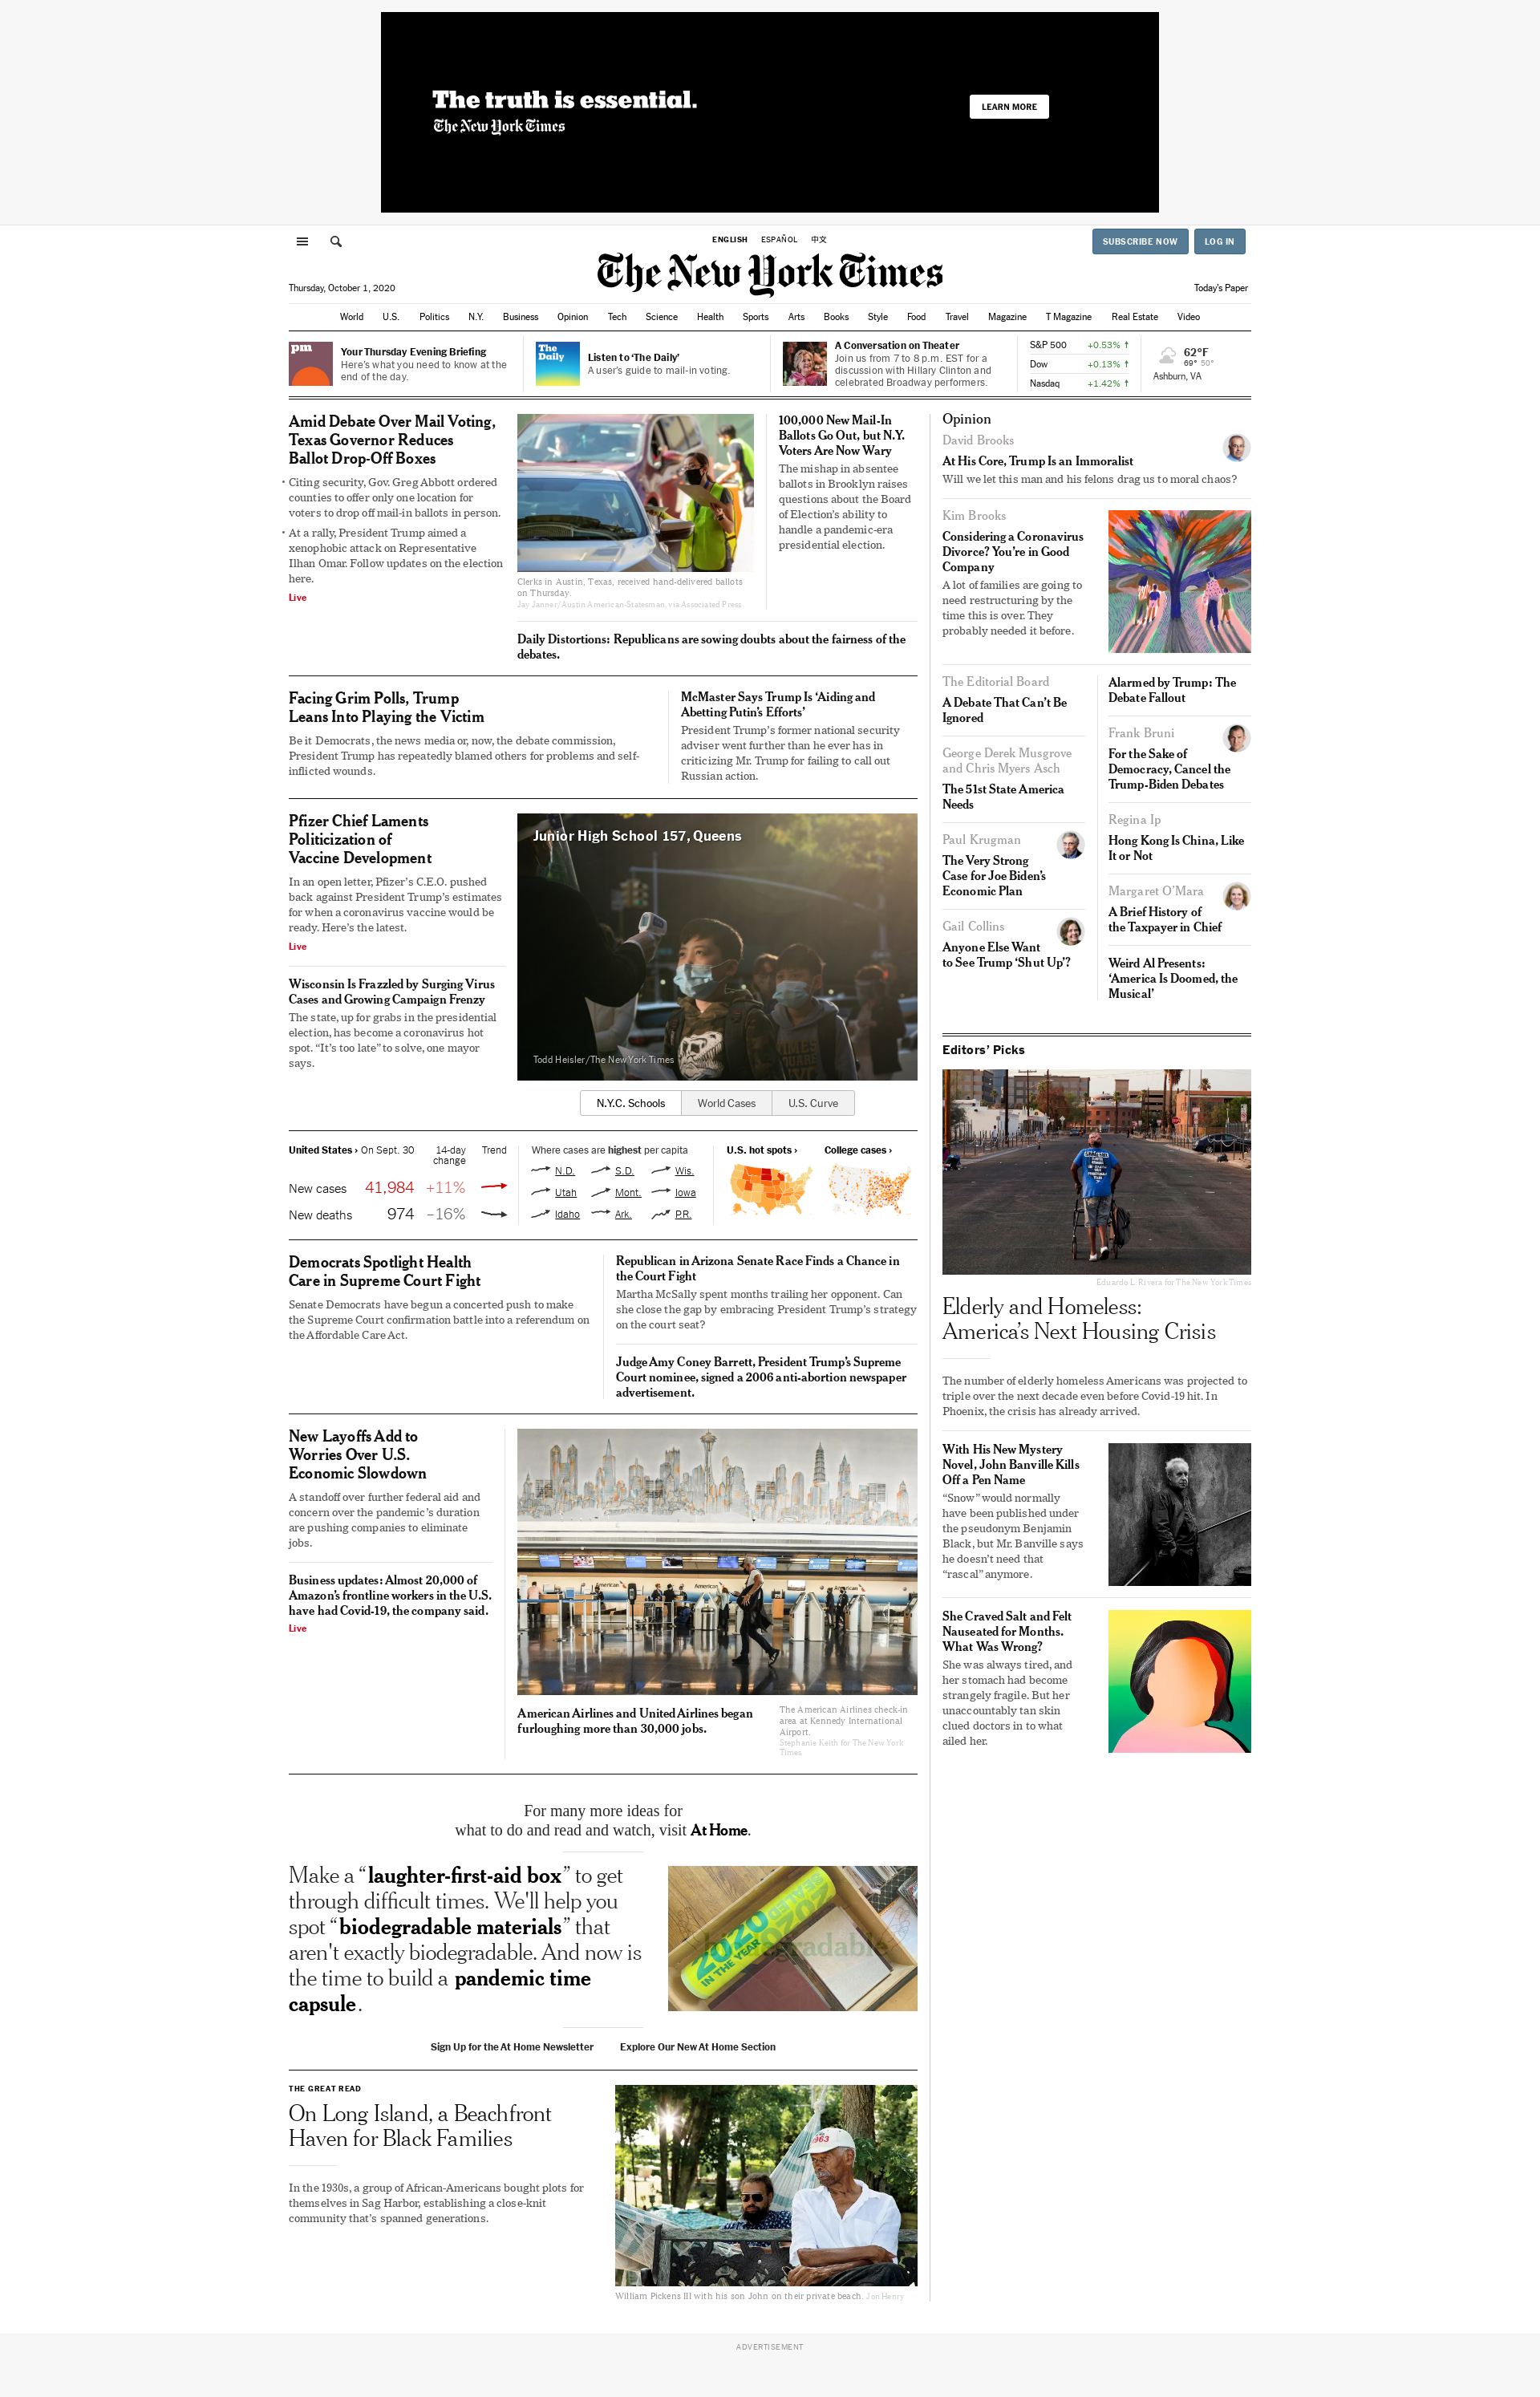 The truth is essential.
The New York Times
LEARN MORE
ENGLISH ESPAÑOL 中文
SUBSCRIBE NOW LOG IN
The New York Times
Thursday, October 1, 2020
Today's Paper
World U.S. Politics N.Y. Business Opinion Tech Science Health Sports Arts Books Style Food Travel Magazine T Magazine Real Estate Video
pm
Your Thursday Evening Briefing
Here's what you need to know at the
end of the day.
The
Daily
Listen to ‘The Daily’
A user's guide to mail-in voting.
A Conversation on Theater
Join us from 7 to 8 p.m. EST for a
discussion with Hillary Clinton and
celebrated Broadway performers.
S&P 500 +0.53% ↑
Dow +0.13% ↑
Nasdaq +1.42% ↑
62°F
69° 50°
Ashburn, VA
Amid Debate Over Mail Voting,
Texas Governor Reduces
Ballot Drop-Off Boxes
• Citing security, Gov. Greg Abbott ordered
counties to offer only one location for
voters to drop off mail-in ballots in person.
• At a rally, President Trump aimed a
xenophobic attack on Representative
Ilhan Omar. Follow updates on the election
here.
Live
Clerks in Austin, Texas, received hand-delivered ballots
on Thursday.
Jay Janner/Austin American-Statesman, via Associated Press
100,000 New Mail-In
Ballots Go Out, but N.Y.
Voters Are Now Wary
The mishap in absentee
ballots in Brooklyn raises
questions about the Board
of Election's ability to
handle a pandemic-era
presidential election.
Daily Distortions: Republicans are sowing doubts about the fairness of the
debates.
Facing Grim Polls, Trump
Leans Into Playing the Victim
Be it Democrats, the news media or, now, the debate commission,
President Trump has repeatedly blamed others for problems and self-
inflicted wounds.
McMaster Says Trump Is ‘Aiding and
Abetting Putin's Efforts’
President Trump's former national security
adviser went further than he ever has in
criticizing Mr. Trump for failing to call out
Russian action.
Pfizer Chief Laments
Politicization of
Vaccine Development
In an open letter, Pfizer's C.E.O. pushed
back against President Trump's estimates
for when a coronavirus vaccine would be
ready. Here's the latest.
Live
Wisconsin Is Frazzled by Surging Virus
Cases and Growing Campaign Frenzy
The state, up for grabs in the presidential
election, has become a coronavirus hot
spot. “It's too late” to solve, one mayor
says.
Junior High School 157, Queens
Todd Heisler/The New York Times
N.Y.C. Schools World Cases U.S. Curve
United States › On Sept. 30 14-day
change Trend
New cases 41,984 +11%
New deaths 974 –16%
Where cases are highest per capita
N.D. S.D. Wis.
Utah Mont. Iowa
Idaho Ark. P.R.
U.S. hot spots › College cases ›
Democrats Spotlight Health
Care in Supreme Court Fight
Senate Democrats have begun a concerted push to make
the Supreme Court confirmation battle into a referendum on
the Affordable Care Act.
Republican in Arizona Senate Race Finds a Chance in
the Court Fight
Martha McSally spent months trailing her opponent. Can
she close the gap by embracing President Trump's strategy
on the court seat?
Judge Amy Coney Barrett, President Trump's Supreme
Court nominee, signed a 2006 anti-abortion newspaper
advertisement.
New Layoffs Add to
Worries Over U.S.
Economic Slowdown
A standoff over further federal aid and
concern over the pandemic's duration
are pushing companies to eliminate
jobs.
Business updates: Almost 20,000 of
Amazon's frontline workers in the U.S.
have had Covid-19, the company said.
Live
American
American
American Airlines and United Airlines began
furloughing more than 30,000 jobs.
The American Airlines check-in
area at Kennedy International
Airport.
Stephanie Keith for The New York
Times
For many more ideas for
what to do and read and watch, visit At Home.
Make a “laughter-first-aid box” to get
through difficult times. We'll help you
spot “biodegradable materials” that
aren't exactly biodegradable. And now is
the time to build a pandemic time
capsule.
2020
IN THE YEAR
Sign Up for the At Home Newsletter Explore Our New At Home Section
THE GREAT READ
On Long Island, a Beachfront
Haven for Black Families
In the 1930s, a group of African-Americans bought plots for
themselves in Sag Harbor, establishing a close-knit
community that's spanned generations.
William Pickens III with his son John on their private beach. Jon Henry
Opinion
David Brooks
At His Core, Trump Is an Immoralist
Will we let this man and his felons drag us to moral chaos?
Kim Brooks
Considering a Coronavirus
Divorce? You're in Good
Company
A lot of families are going to
need restructuring by the
time this is over. They
probably needed it before.
The Editorial Board
A Debate That Can't Be
Ignored
George Derek Musgrove
and Chris Myers Asch
The 51st State America
Needs
Paul Krugman
The Very Strong
Case for Joe Biden's
Economic Plan
Gail Collins
Anyone Else Want
to See Trump ‘Shut Up’?
Alarmed by Trump: The
Debate Fallout
Frank Bruni
For the Sake of
Democracy, Cancel the
Trump-Biden Debates
Regina Ip
Hong Kong Is China, Like
It or Not
Margaret O'Mara
A Brief History of
the Taxpayer in Chief
Weird Al Presents:
‘America Is Doomed, the
Musical’
Editors' Picks
Eduardo L. Rivera for The New York Times
Elderly and Homeless:
America's Next Housing Crisis
The number of elderly homeless Americans was projected to
triple over the next decade even before Covid-19 hit. In
Phoenix, the crisis has already arrived.
With His New Mystery
Novel, John Banville Kills
Off a Pen Name
“Snow” would normally
have been published under
the pseudonym Benjamin
Black, but Mr. Banville says
he doesn't need that
“rascal” anymore.
She Craved Salt and Felt
Nauseated for Months.
What Was Wrong?
She was always tired, and
her stomach had become
strangely fragile. But her
unaccountably tan skin
clued doctors in to what
ailed her.
ADVERTISEMENT